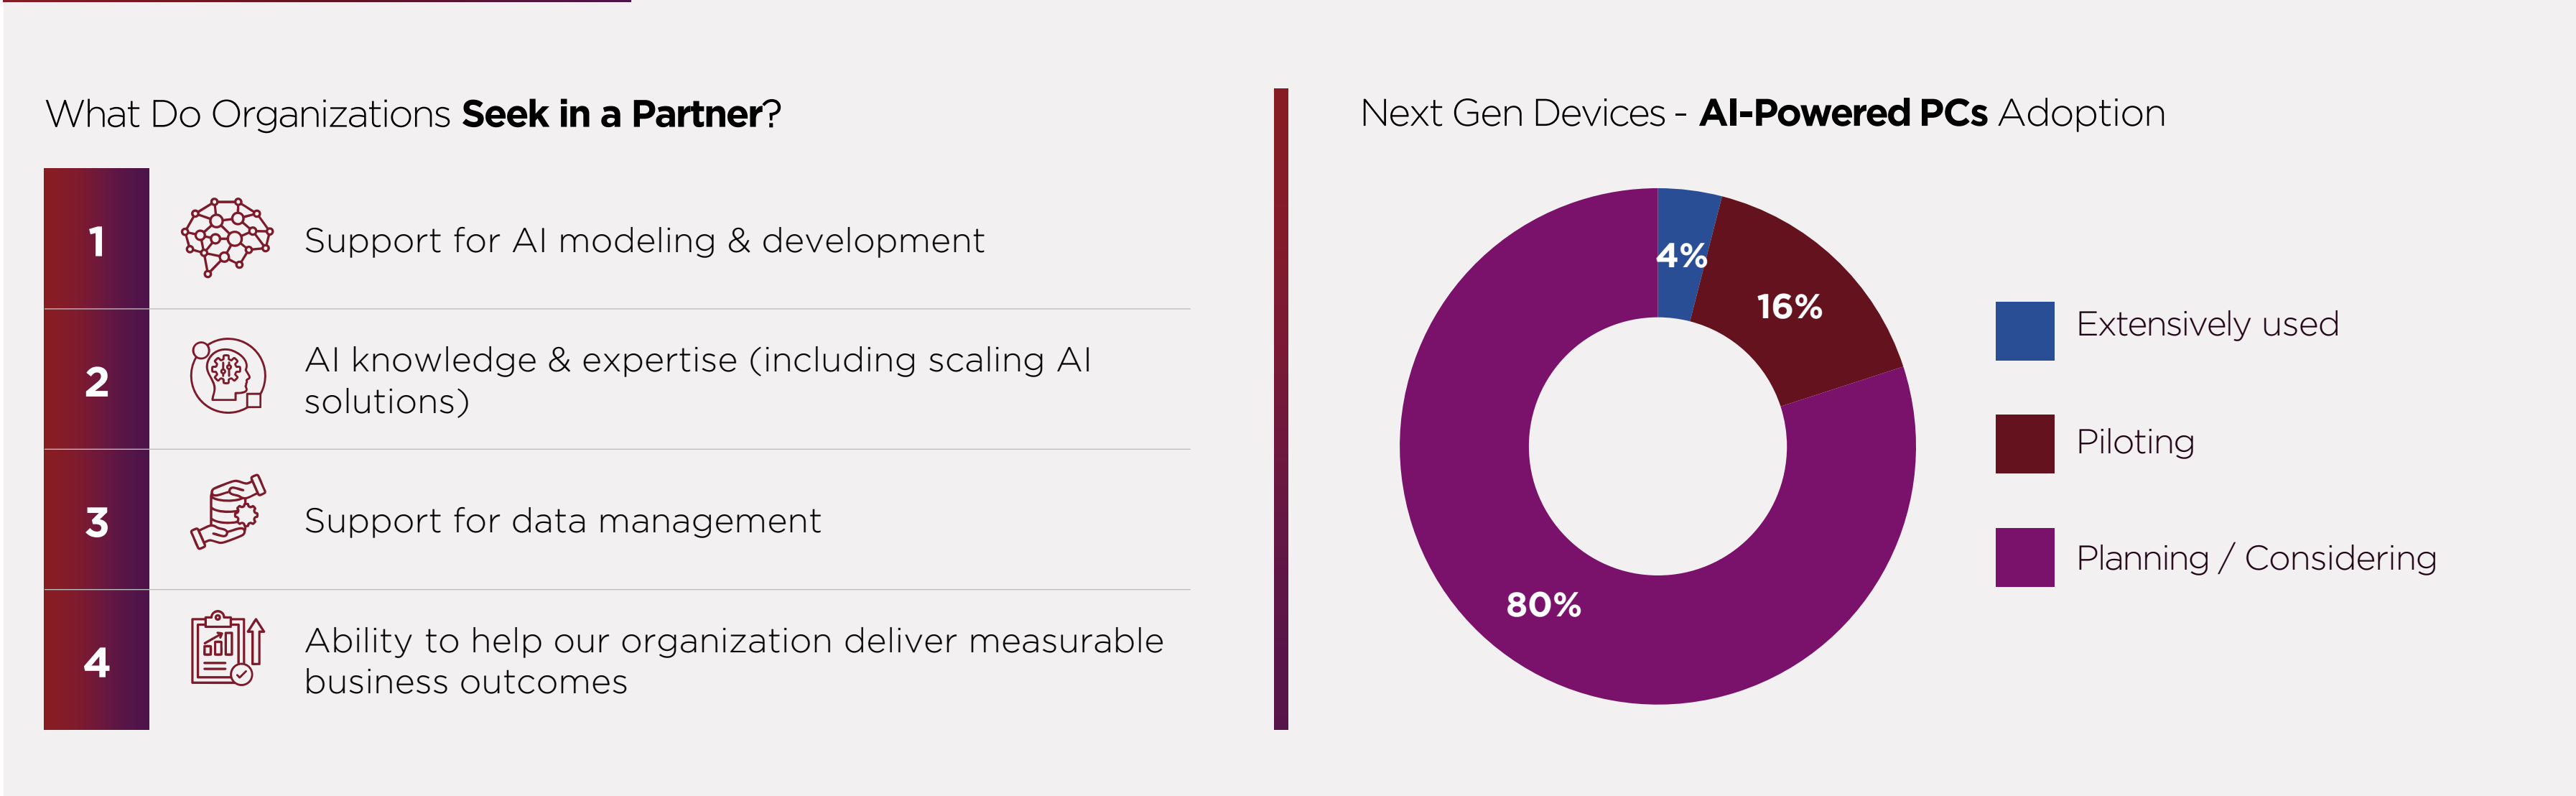 What Do Organizations Seek in a Partner?
1
Support for AI modeling & development
2
AI knowledge & expertise (including scaling AI
solutions)
3
Support for data management
4
Ability to help our organization deliver measurable
business outcomes
Next Gen Devices - AI-Powered PCs Adoption
4%
16%
80%
Extensively used
Piloting
Planning / Considering